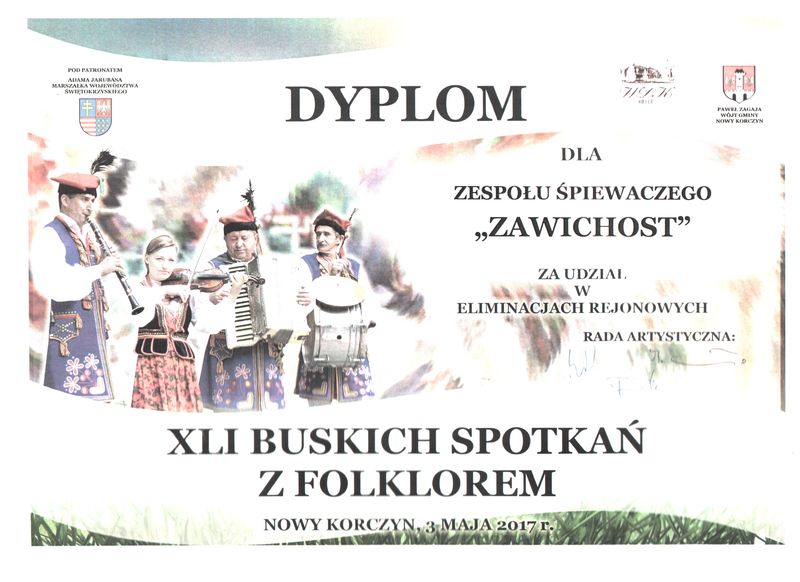 POD PATRONATEM
ADAMA JARUBASA
MARSZAŁKA WOJEWÓDZTWA
ŚWIĘTOKRZYSKIEGO
DYPLOM
PAWEŁ ZAGAJA
WÓJT GMINY
NOWY KORCZYN
DLA
ZESPOŁU ŚPIEWACZEGO
„ZAWICHOST”
ZA UDZIAŁ
W
ELIMINACJACH REJONOWYCH
RADA ARTYSTYCZNA:
XLI BUSKICH SPOTKAŃ
Z FOLKLOREM
NOWY KORCZYN, 3 MAJA 2017 r.